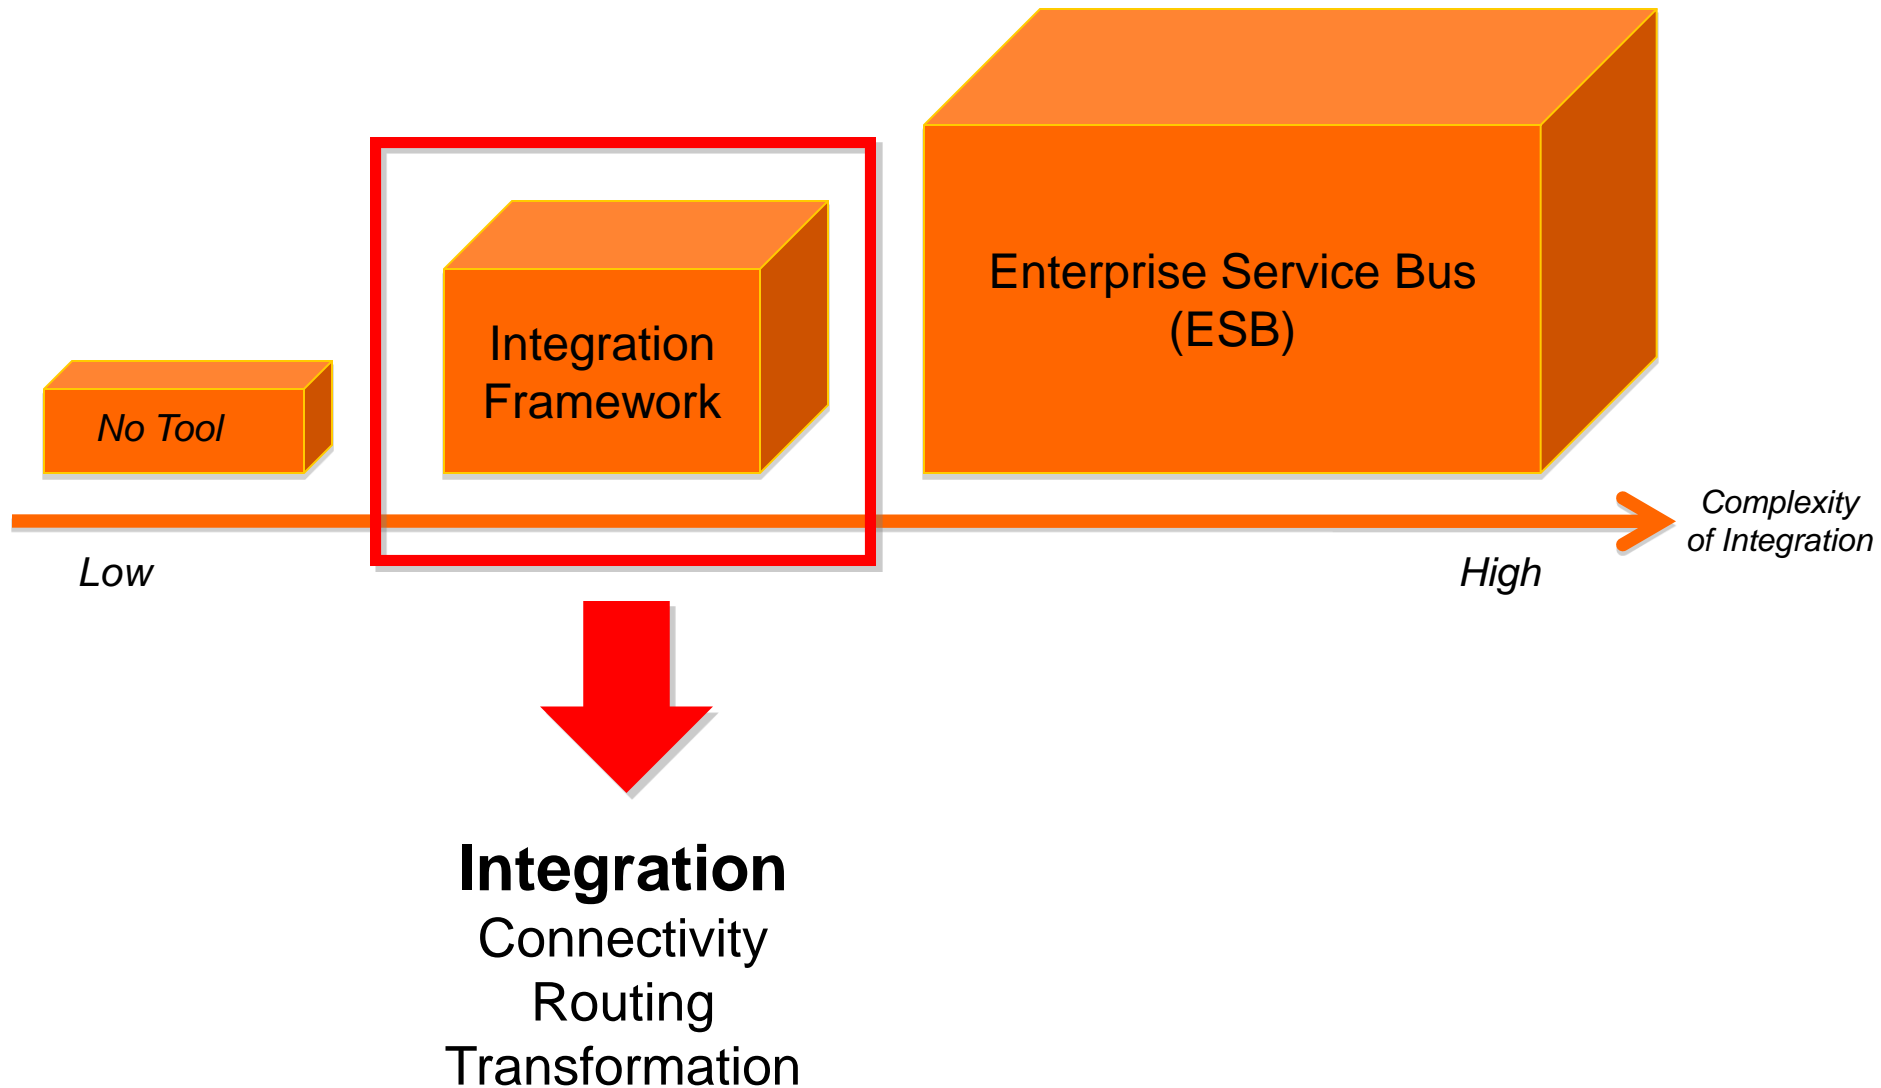 Enterprise Service Bus
(ESB)
Integration
Framework
No Tool
Complexity
of Integration
Low
High
Integration
Connectivity
Routing
Transformation